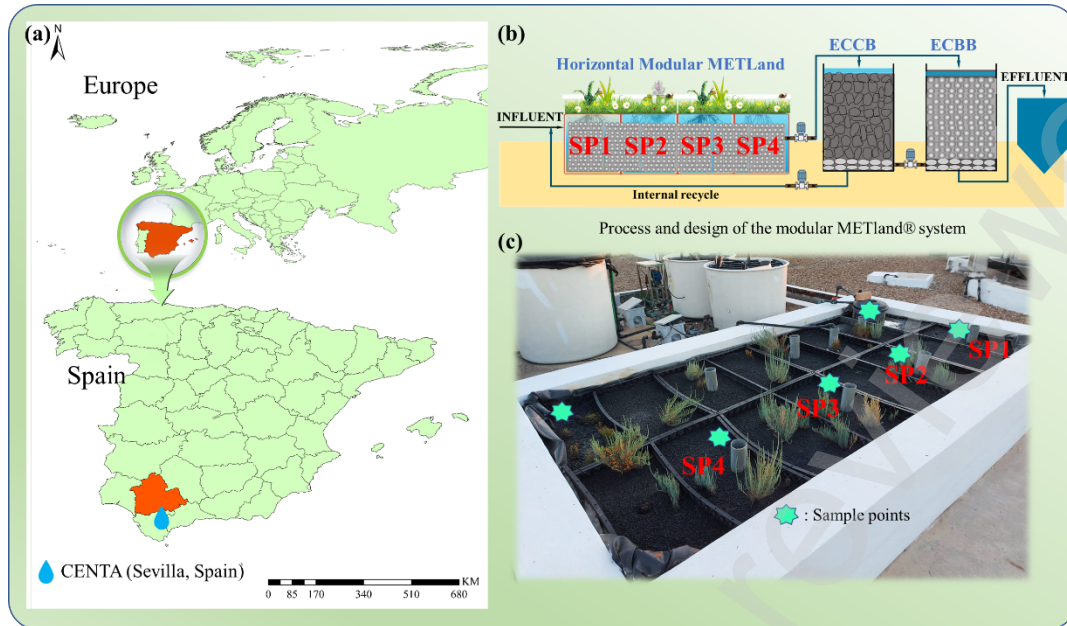 (a)
N
Europe
Spain
CENTA (Sevilla, Spain)
KM
0 85 170 340 510 680
(b)
ECCB
ECBB
Horizontal Modular METLand
EFFLUENT
INFLUENT
SP1 SP2 SP3 SP4
Internal recycle
Process and design of the modular METland® system
(c)
SP1
SP2
SP3
SP4
: Sample points